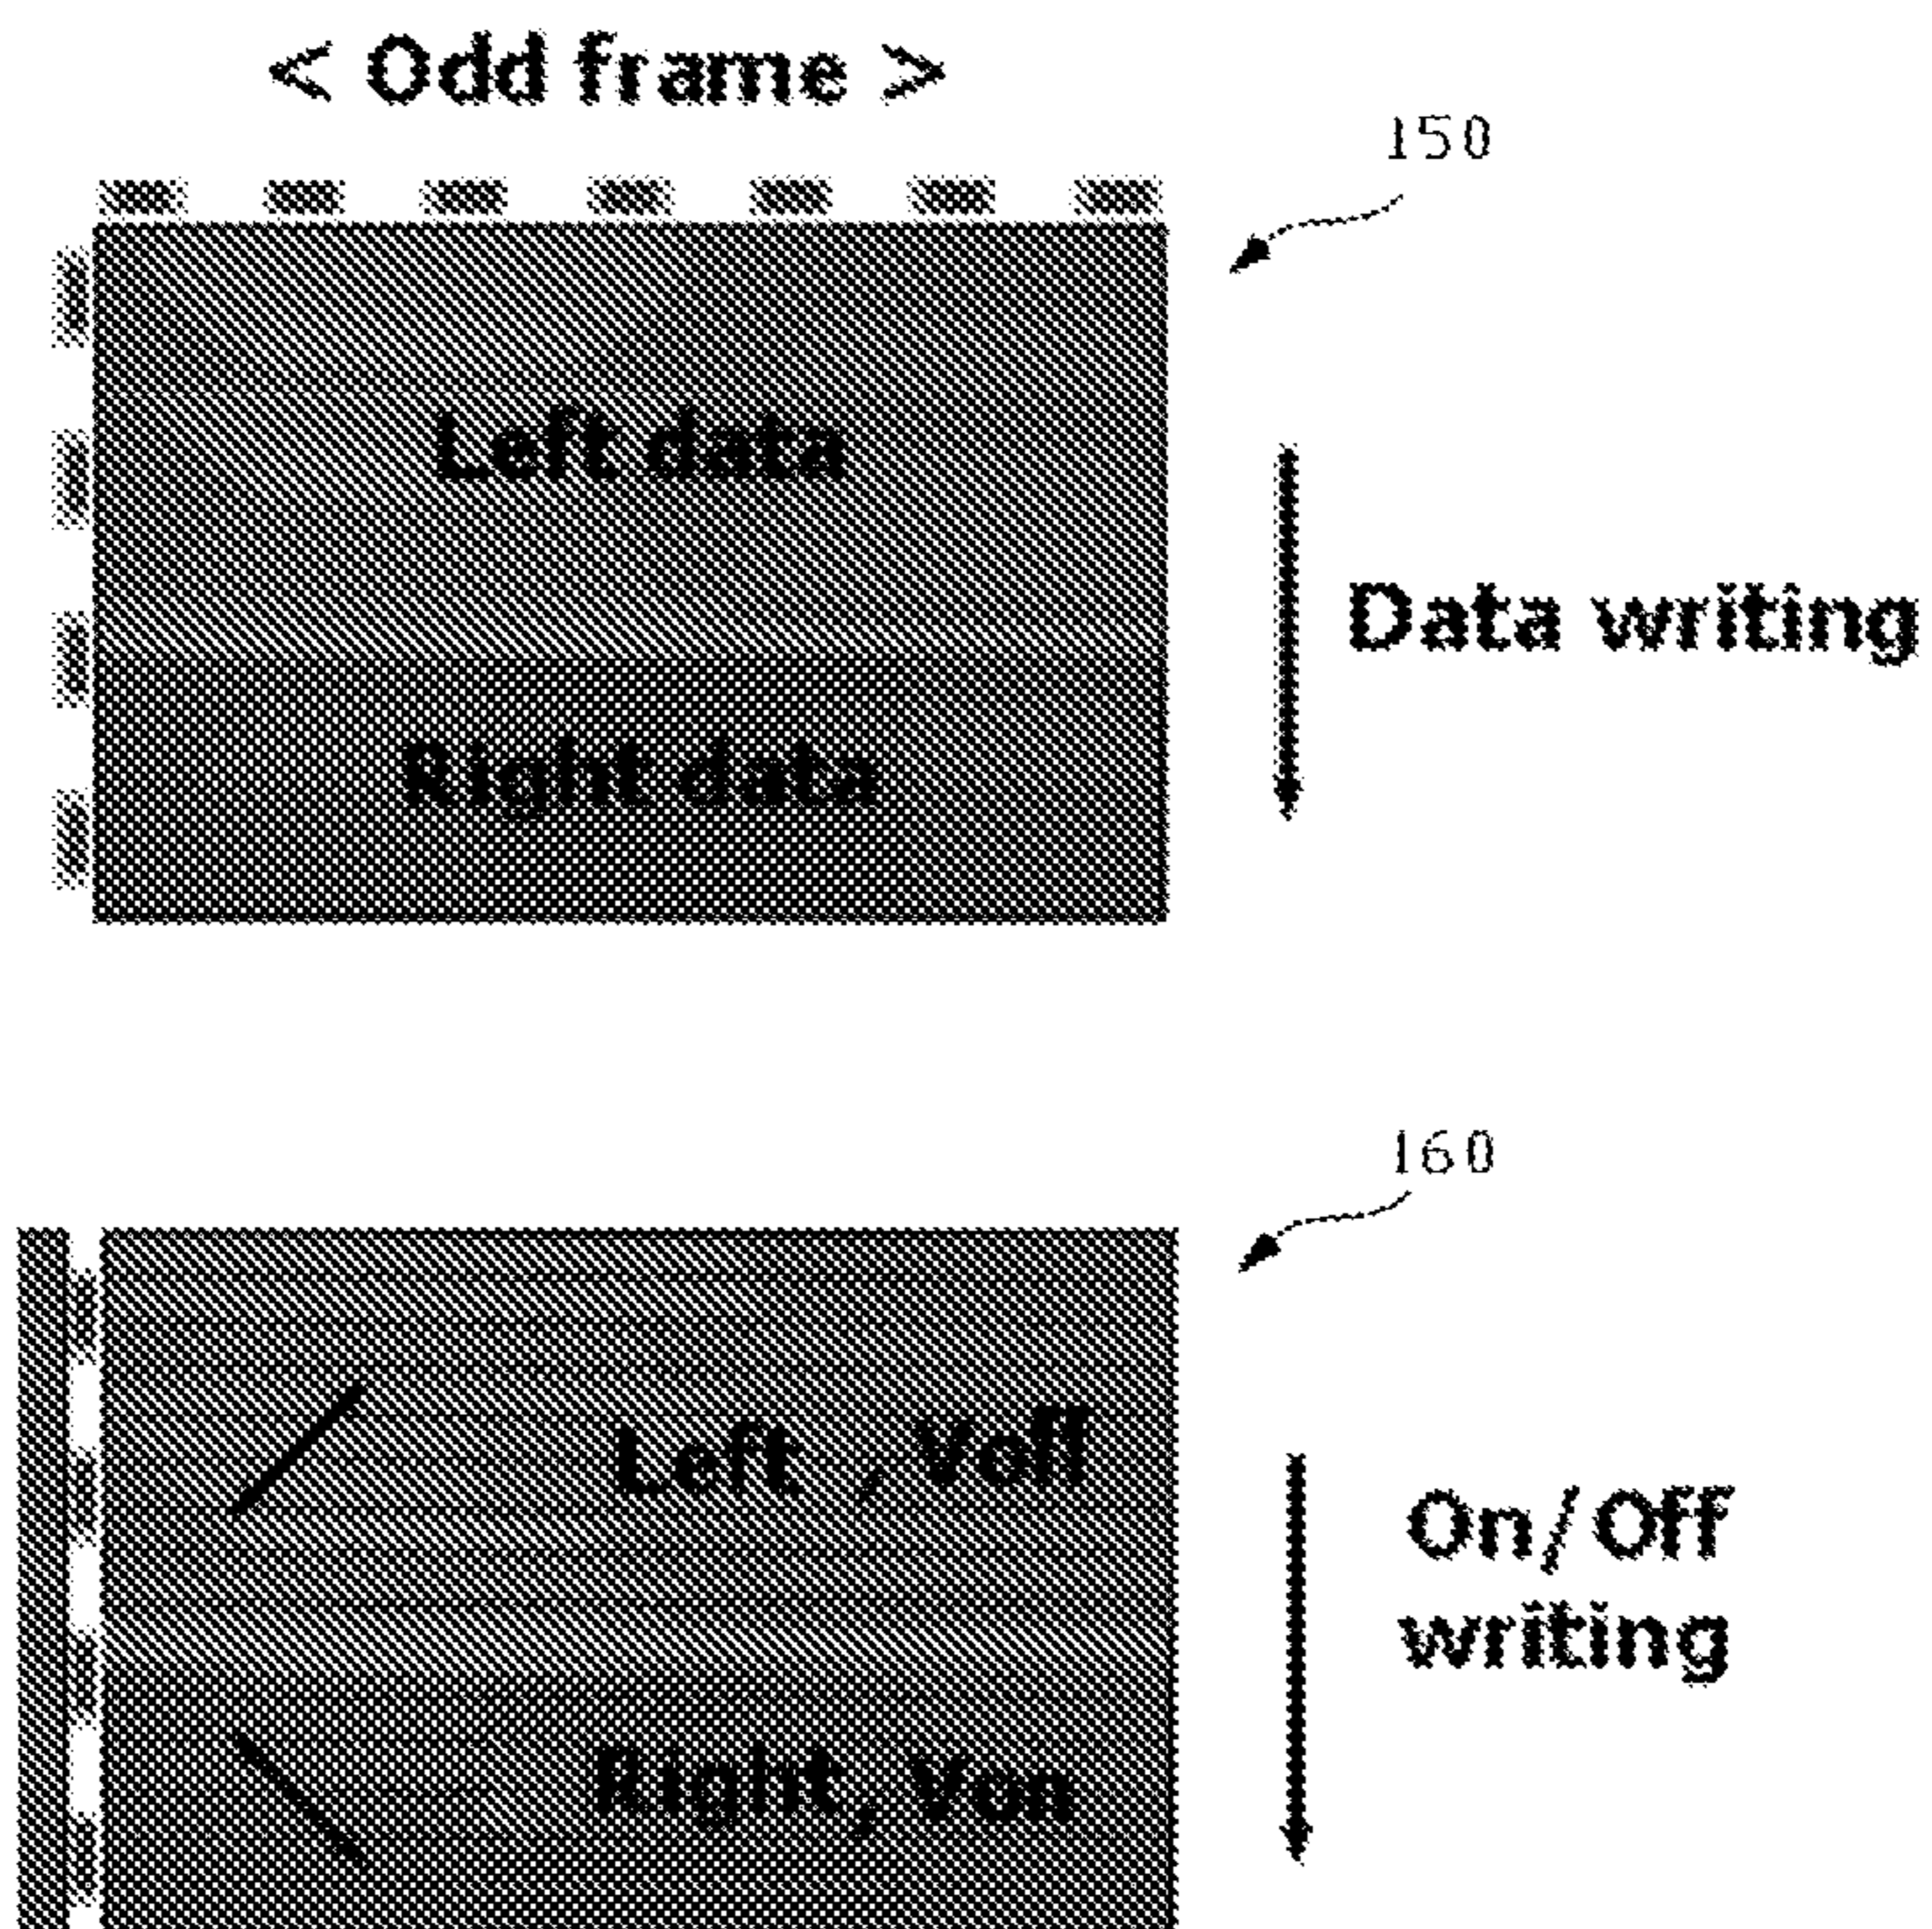 < Odd frame >
150
Left data
Data writing
Right data
160
Left , Voff
On/Off
writing
Right, Von